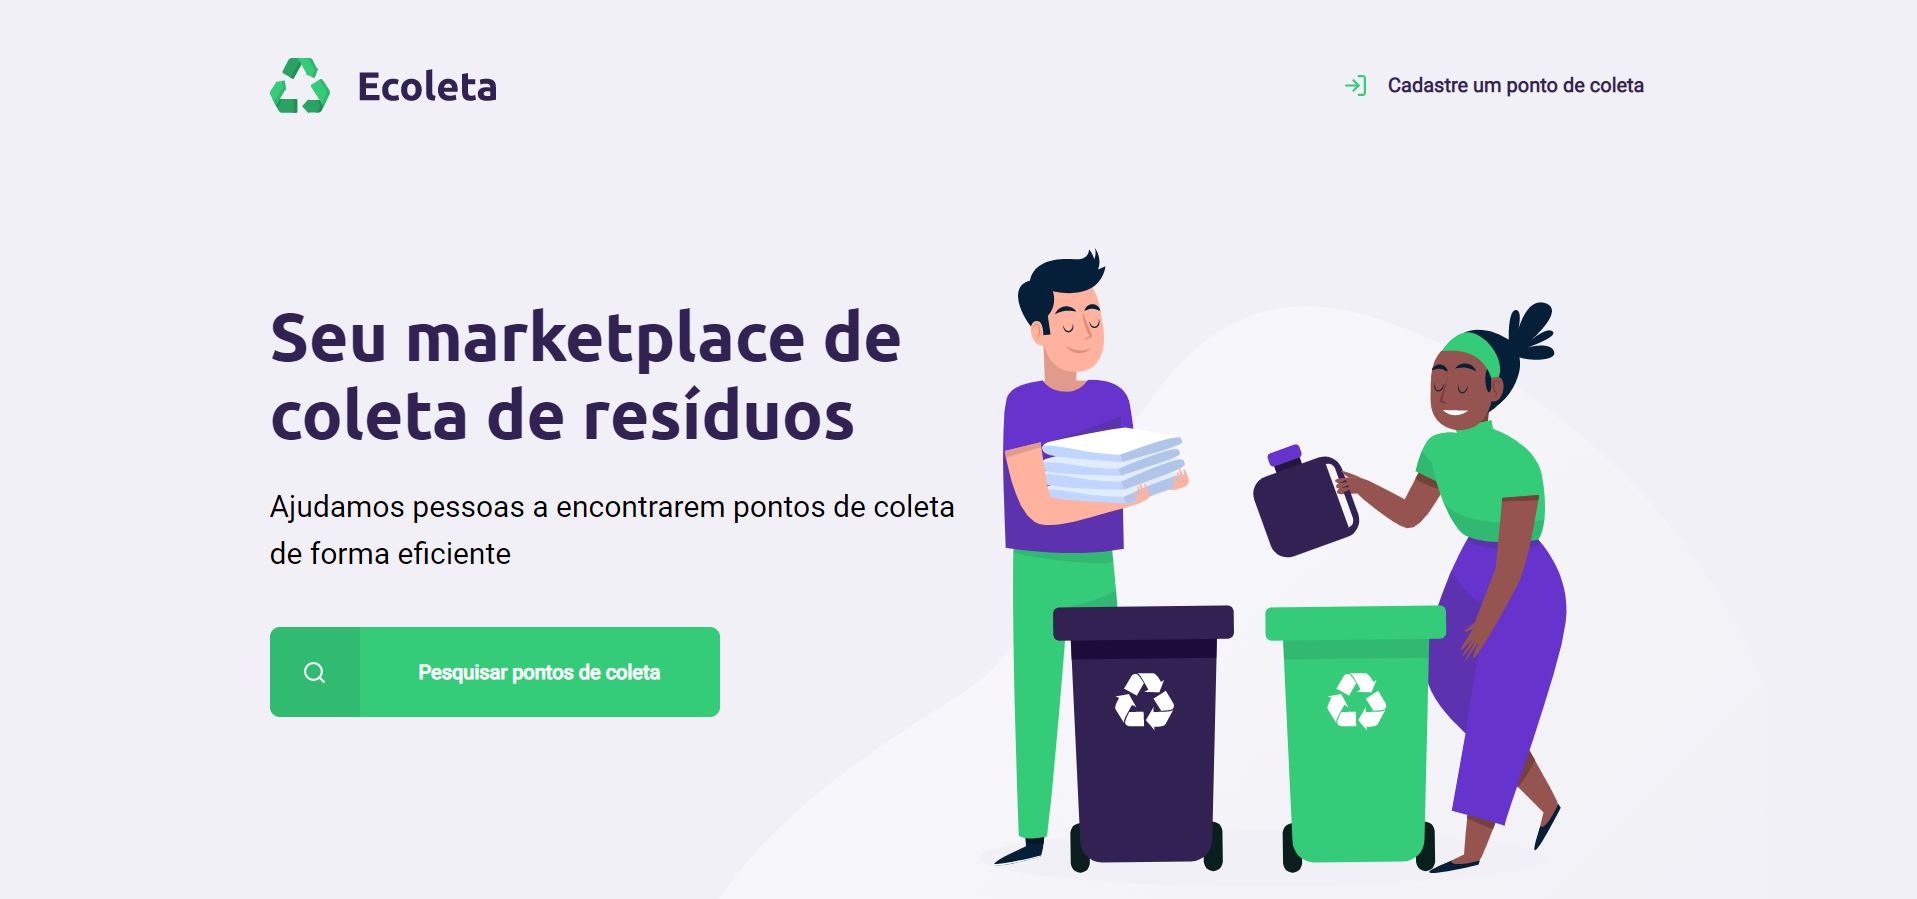 Ecoleta
Cadastre um ponto de coleta
Seu marketplace de
coleta de resíduos
Ajudamos pessoas a encontrarem pontos de coleta
de forma eficiente
Pesquisar pontos de coleta